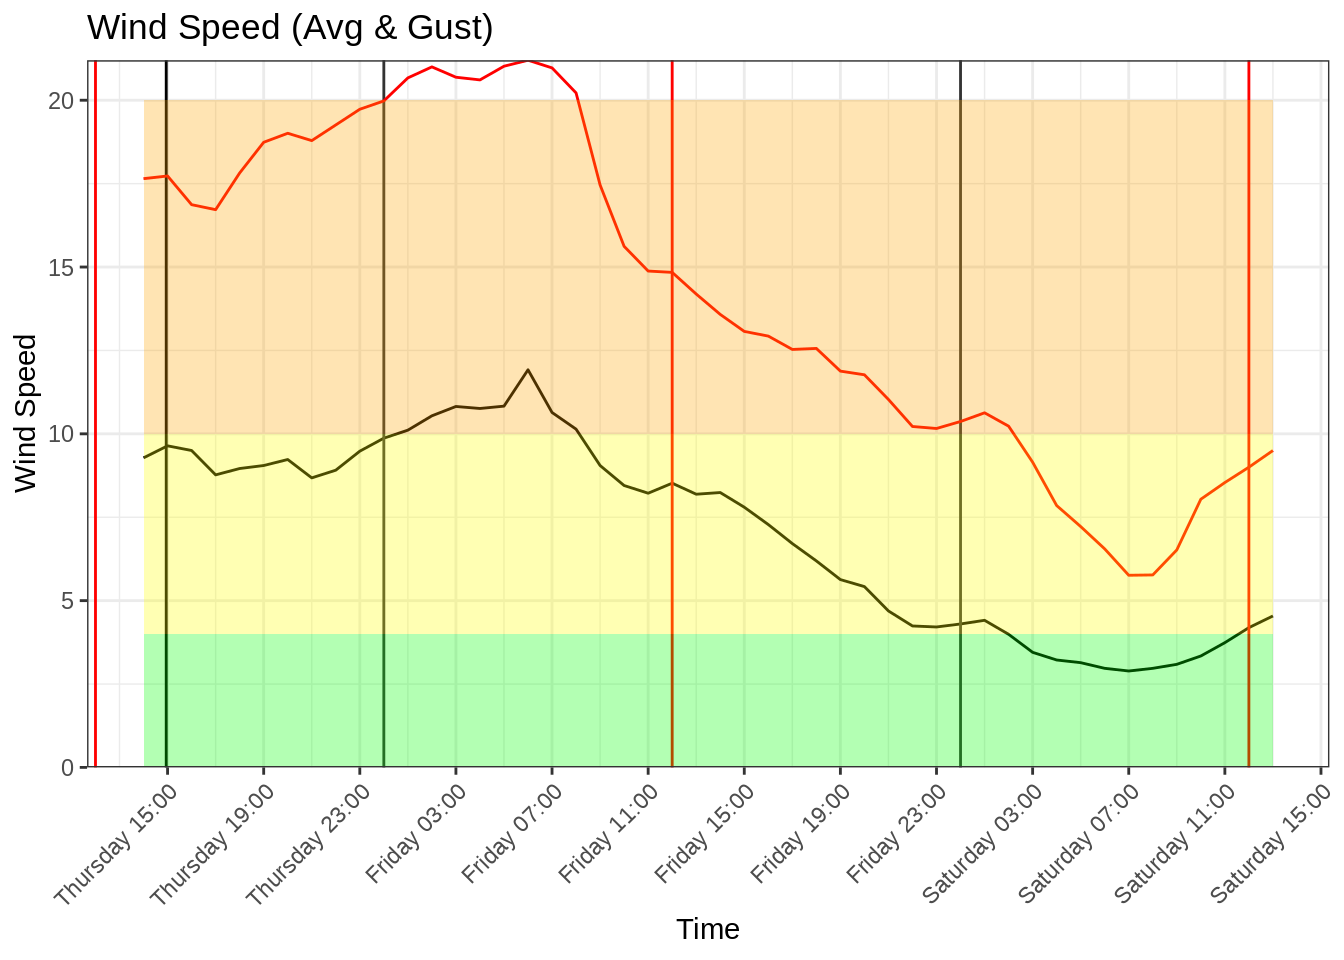 Wind Speed (Avg & Gust)
Wind Speed
20
15
10
5
0
Thursday 15:00
Thursday 19:00
Thursday 23:00
Friday 03:00
Friday 07:00
Friday 11:00
Friday 15:00
Friday 19:00
Friday 23:00
Saturday 03:00
Saturday 07:00
Saturday 11:00
Saturday 15:00
Time